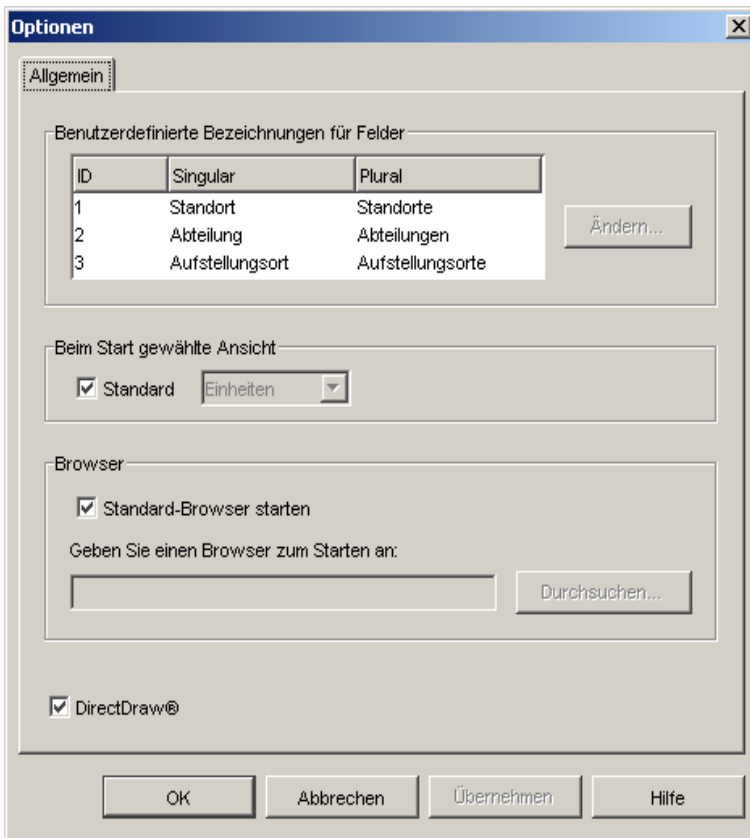 Optionen
Allgemein
Benutzerdefinierte Bezeichnungen für Felder
ID Singular Plural
1 Standort Standorte
2 Abteilung Abteilungen
3 Aufstellungsort Aufstellungsorte
Ändern...
Beim Start gewählte Ansicht
Standard Einheiten
Browser
Standard-Browser starten
Geben Sie einen Browser zum Starten an:
Durchsuchen...
DirectDraw®
OK Abbrechen Übernehmen Hilfe